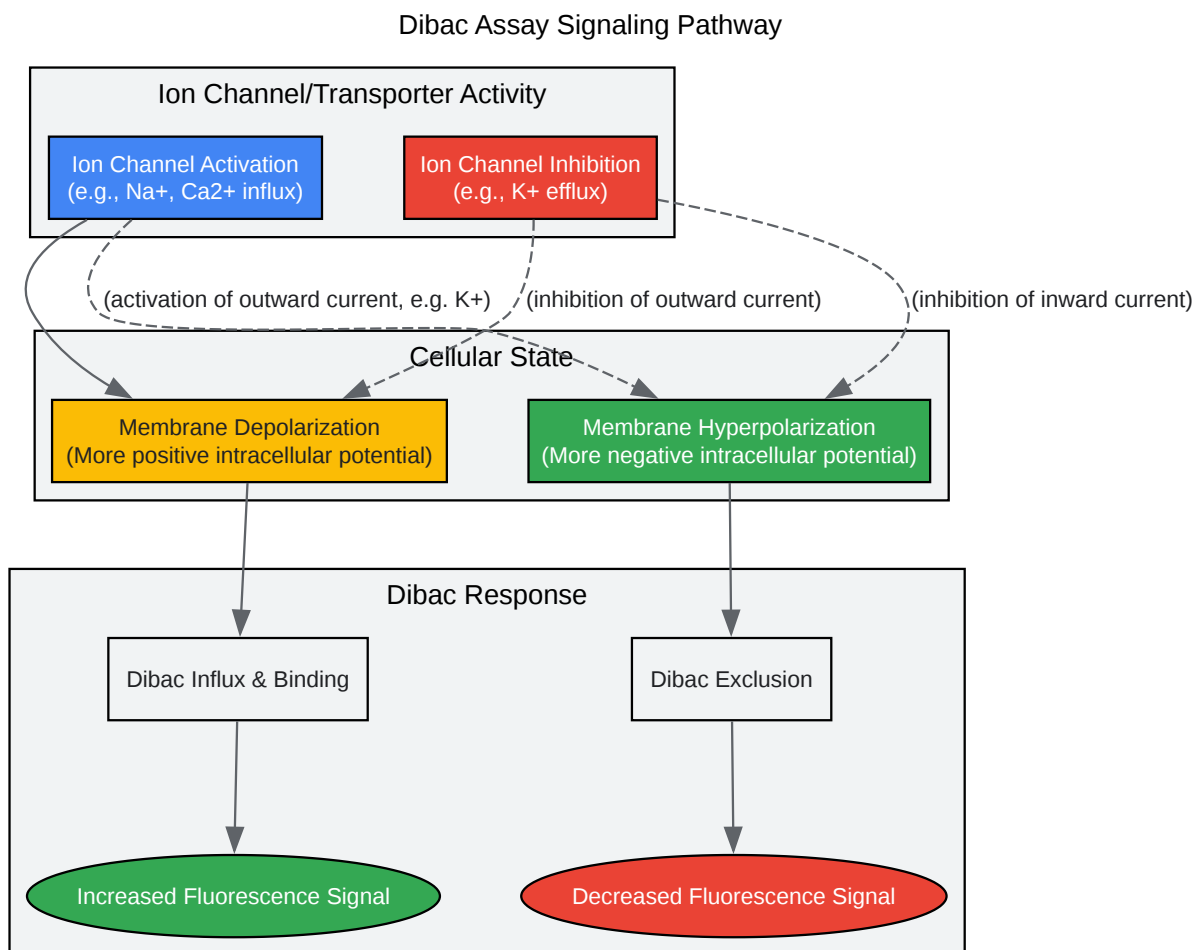 Dibac Assay Signaling Pathway
Ion Channel/Transporter Activity
Ion Channel Activation
(e.g., Na+, Ca2+ influx)
Ion Channel Inhibition
(e.g., K+ efflux)
(activation of outward current, e.g. K+)
(inhibition of outward current)
(inhibition of inward current)
Cellular State
Membrane Depolarization
(More positive intracellular potential)
Membrane Hyperpolarization
(More negative intracellular potential)
Dibac Response
Dibac Influx & Binding
Dibac Exclusion
Increased Fluorescence Signal
Decreased Fluorescence Signal